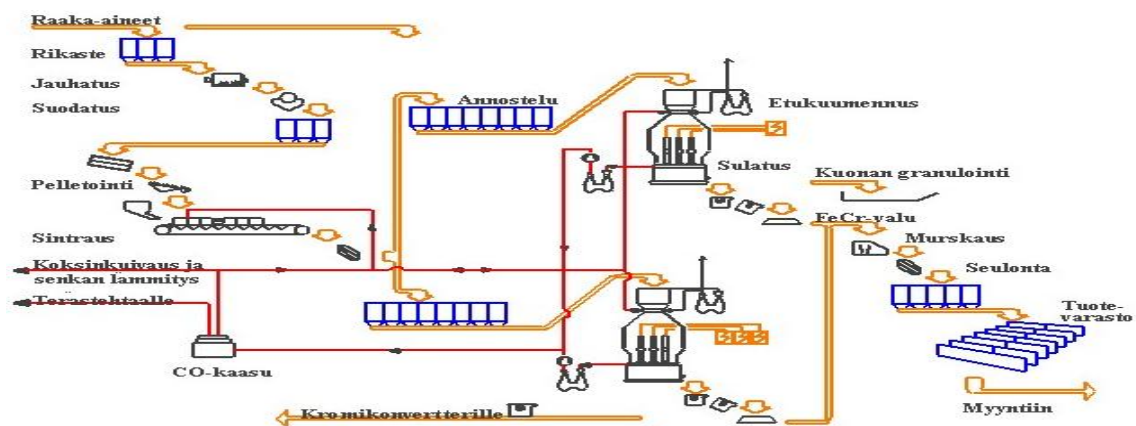 Raaka-aineet
Rikaste
Jauhatus
Suodatus
Annostelu
Etukuumennus
Sulatus
Pelletointi
Kuonan granulointi
Sintraus
FeCr-valu
Murskaus
Koksinkuivaus ja
senkan lämmitys
Seulonta
Terästehtaalle
Tuote-
varasto
CO-kaasu
Kromikonvertterille
Myyntiin